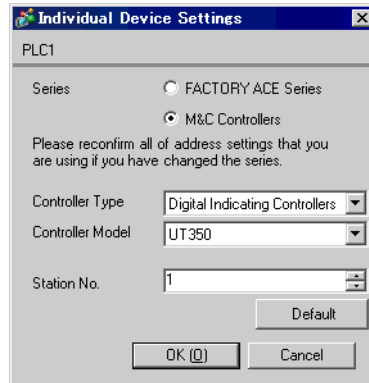 Individual Device Settings
PLC1
Series
FACTORY ACE Series
M&C Controllers
Please reconfirm all of address settings that you
are using if you have changed the series.
Controller Type
Digital Indicating Controllers
Controller Model
UT350
Station No.
1
Default
OK (O)
Cancel